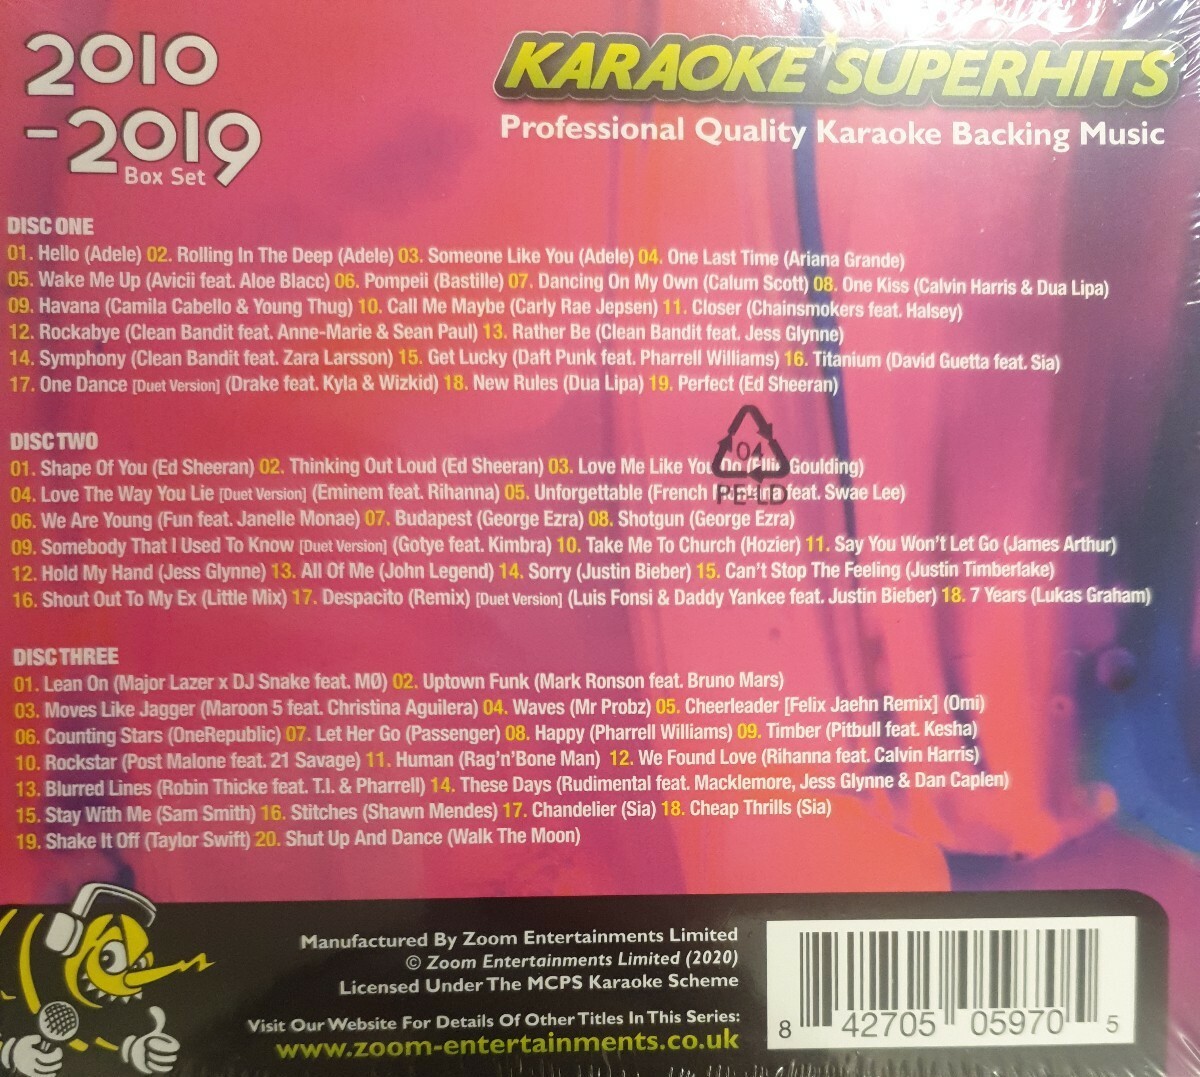 2010
-2019
Box Set
KARAOKE SUPERHITS
Professional Quality Karaoke Backing Music
DISC ONE
01. Hello (Adele) 02. Rolling In The Deep (Adele) 03. Someone Like You (Adele) 04. One Last Time (Ariana Grande)
05. Wake Me Up (Avicii feat. Aloe Blacc) 06. Pompeii (Bastille) 07. Dancing On My Own (Calum Scott) 08. One Kiss (Calvin Harris & Dua Lipa)
09. Havana (Camila Cabello & Young Thug) 10. Call Me Maybe (Carly Rae Jepsen) 11. Closer (Chainsmokers feat. Halsey)
12. Rockabye (Clean Bandit feat. Anne-Marie & Sean Paul) 13. Rather Be (Clean Bandit feat. Jess Glynne)
14. Symphony (Clean Bandit feat. Zara Larsson) 15. Get Lucky (Daft Punk feat. Pharrell Williams) 16. Titanium (David Guetta feat. Sia)
17. One Dance [Duet Version] (Drake feat. Kyla & Wizkid) 18. New Rules (Dua Lipa) 19. Perfect (Ed Sheeran)
DISC TWO
01. Shape Of You (Ed Sheeran) 02. Thinking Out Loud (Ed Sheeran) 03. Love Me Like You Do (Ellie Goulding)
04. Love The Way You Lie [Duet Version] (Eminem feat. Rihanna) 05. Unforgettable (French Montana feat. Swae Lee)
06. We Are Young (Fun feat. Janelle Monae) 07. Budapest (George Ezra) 08. Shotgun (George Ezra)
09. Somebody That I Used To Know [Duet Version] (Gotye feat. Kimbra) 10. Take Me To Church (Hozier) 11. Say You Won't Let Go (James Arthur)
12. Hold My Hand (Jess Glynne) 13. All Of Me (John Legend) 14. Sorry (Justin Bieber) 15. Can't Stop The Feeling (Justin Timberlake)
16. Shout Out To My Ex (Little Mix) 17. Despacito (Remix) [Duet Version] (Luis Fonsi & Daddy Yankee feat. Justin Bieber) 18. 7 Years (Lukas Graham)
04
PE-LD
DISC THREE
01. Lean On (Major Lazer x DJ Snake feat. MØ) 02. Uptown Funk (Mark Ronson feat. Bruno Mars)
03. Moves Like Jagger (Maroon 5 feat. Christina Aguilera) 04. Waves (Mr Probz) 05. Cheerleader [Felix Jaehn Remix] (Omi)
06. Counting Stars (OneRepublic) 07. Let Her Go (Passenger) 08. Happy (Pharrell Williams) 09. Timber (Pitbull feat. Kesha)
10. Rockstar (Post Malone feat. 21 Savage) 11. Human (Rag'n'Bone Man) 12. We Found Love (Rihanna feat. Calvin Harris)
13. Blurred Lines (Robin Thicke feat. T.I. & Pharrell) 14. These Days (Rudimental feat. Macklemore, Jess Glynne & Dan Caplen)
15. Stay With Me (Sam Smith) 16. Stitches (Shawn Mendes) 17. Chandelier (Sia) 18. Cheap Thrills (Sia)
19. Shake It Off (Taylor Swift) 20. Shut Up And Dance (Walk The Moon)
Manufactured By Zoom Entertainments Limited
© Zoom Entertainments Limited (2020)
Licensed Under The MCPS Karaoke Scheme
Visit Our Website For Details Of Other Titles In This Series:
www.zoom-entertainments.co.uk
8 42705 05970 5